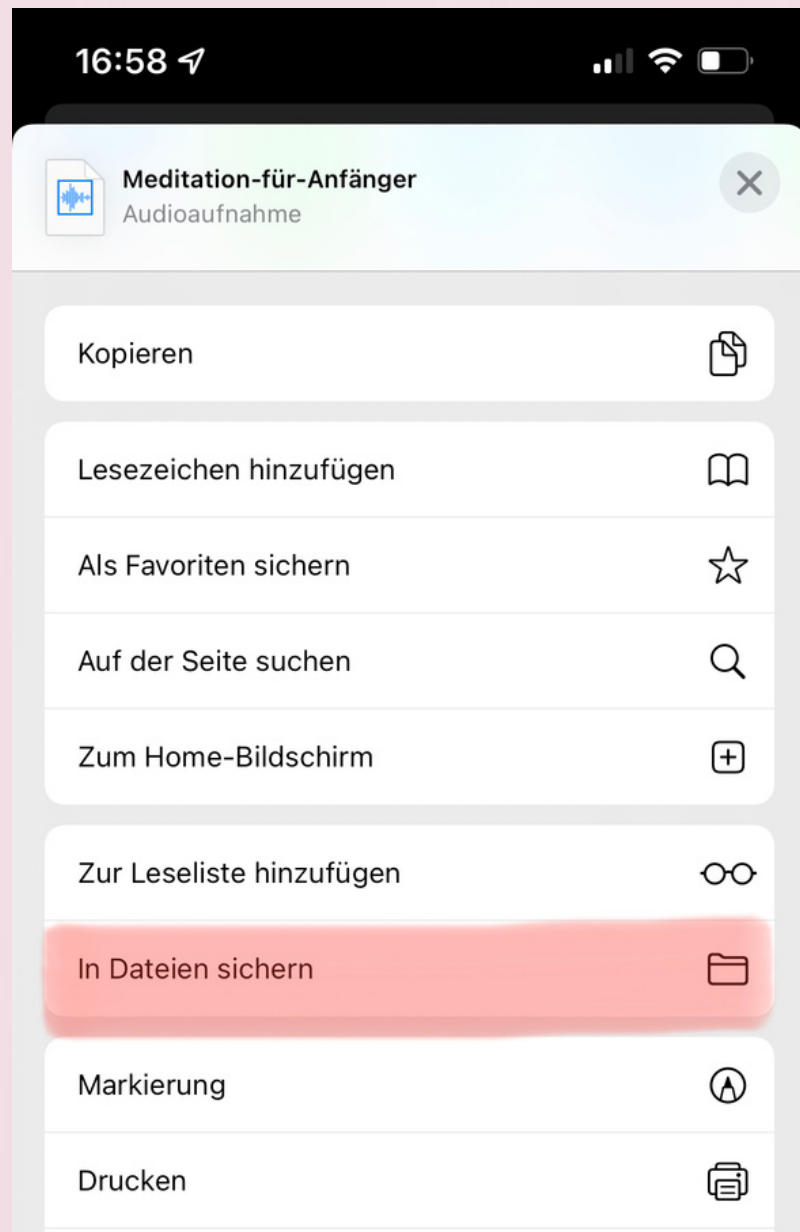 16:58
Meditation-für-Anfänger
Audioaufnahme
Kopieren
Lesezeichen hinzufügen
Als Favoriten sichern
Auf der Seite suchen
Zum Home-Bildschirm
Zur Leseliste hinzufügen
In Dateien sichern
Markierung
Drucken